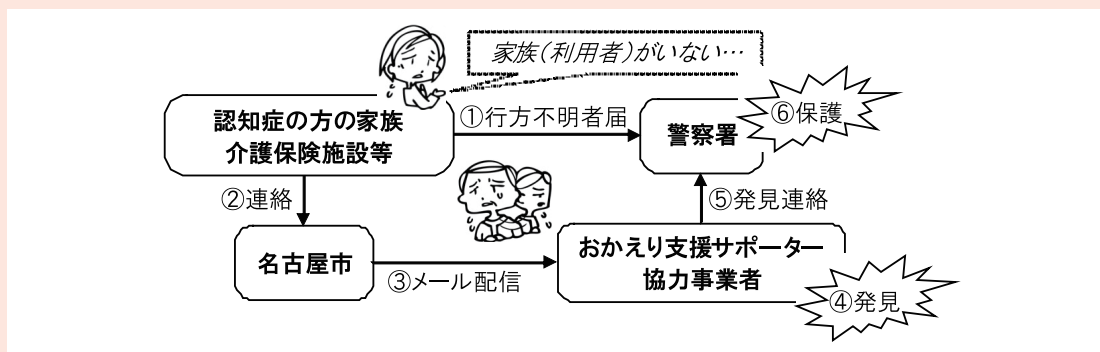 家族(利用者)がいない…
認知症の方の家族
介護保険施設等
①行方不明者届
警察署
⑥保護
②連絡
⑤発見連絡
名古屋市
③メール配信
おかえり支援サポーター
協力事業者
④発見